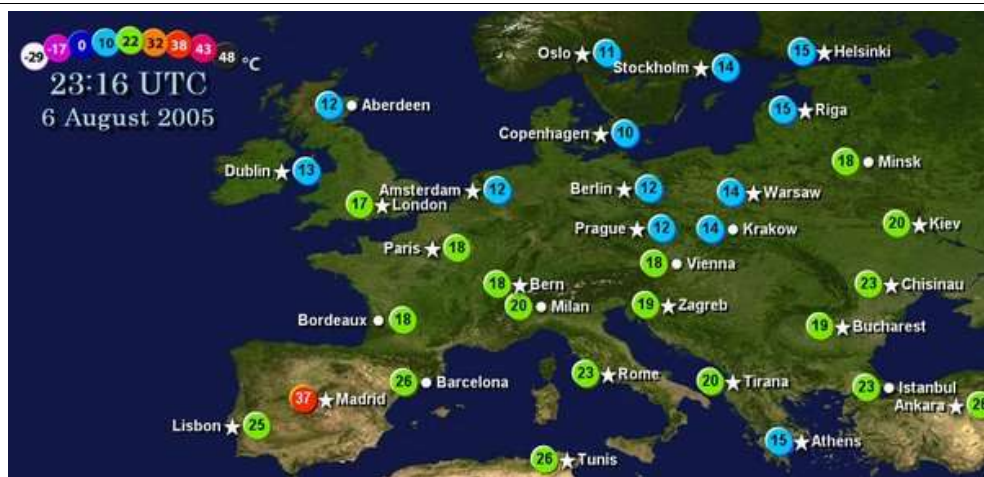 -29 -17 0 10 22 32 38 43 48 °C
23:16 UTC
6 August 2005
Oslo 11
Stockholm 14
15 Helsinki
12 Aberdeen
15 Riga
Copenhagen 10
Dublin 13
18 Minsk
Amsterdam 12
Berlin 12
14 Warsaw
17 London
20 Kiev
Prague 12
14 Krakow
Paris 18
18 Vienna
18 Bern
23 Chisinau
20 Milan
19 Zagreb
Bordeaux 18
19 Bucharest
23 Rome
26 Barcelona
20 Tirana
23 Istanbul
37 Madrid
Ankara
Lisbon 25
15 Athens
26 Tunis